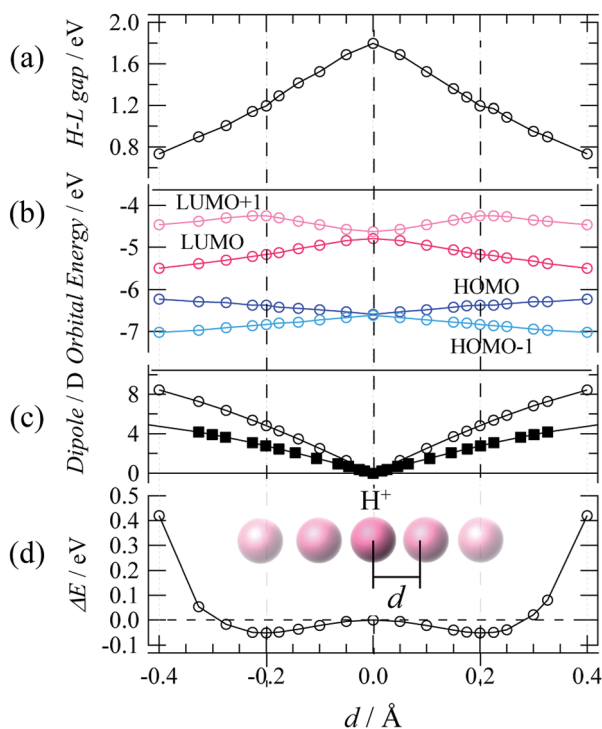 (a)
H-L gap / eV
2.0
1.6
1.2
0.8
(b)
Orbital Energy / eV
-4
-5
-6
-7
LUMO+1
LUMO
HOMO
HOMO-1
(c)
Dipole / D
8
4
0
H+
(d)
ΔE / eV
0.5
0.4
0.3
0.2
0.1
0.0
-0.1
d
-0.4 -0.2 0.0 0.2 0.4
d / Å